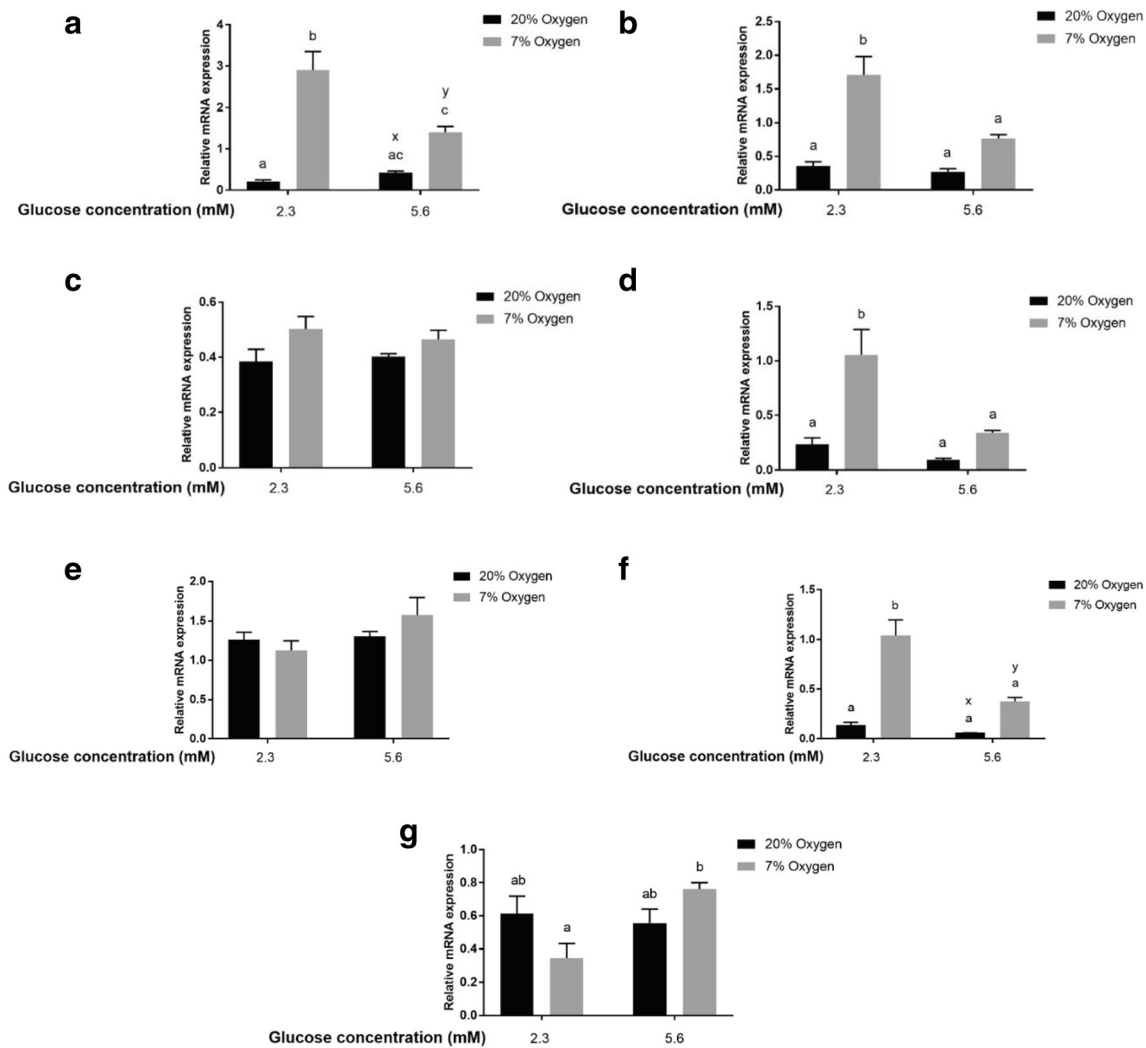 a
20% Oxygen
7% Oxygen
Relative mRNA expression
4
3
2
1
0
a
b
x
ac
y
c
Glucose concentration (mM)
2.3
5.6
b
20% Oxygen
7% Oxygen
Relative mRNA expression
2.0
1.5
1.0
0.5
0.0
a
b
a
a
Glucose concentration (mM)
2.3
5.6
c
20% Oxygen
7% Oxygen
Relative mRNA expression
0.6
0.4
0.2
0.0
Glucose concentration (mM)
2.3
5.6
d
20% Oxygen
7% Oxygen
Relative mRNA expression
1.5
1.0
0.5
0.0
a
b
a
a
Glucose concentration (mM)
2.3
5.6
e
20% Oxygen
7% Oxygen
Relative mRNA expression
2.0
1.5
1.0
0.5
0.0
Glucose concentration (mM)
2.3
5.6
f
20% Oxygen
7% Oxygen
Relative mRNA expression
1.5
1.0
0.5
0.0
a
b
x
a
y
a
Glucose concentration (mM)
2.3
5.6
g
20% Oxygen
7% Oxygen
Relative mRNA expression
1.0
0.8
0.6
0.4
0.2
0.0
ab
a
ab
b
Glucose concentration (mM)
2.3
5.6